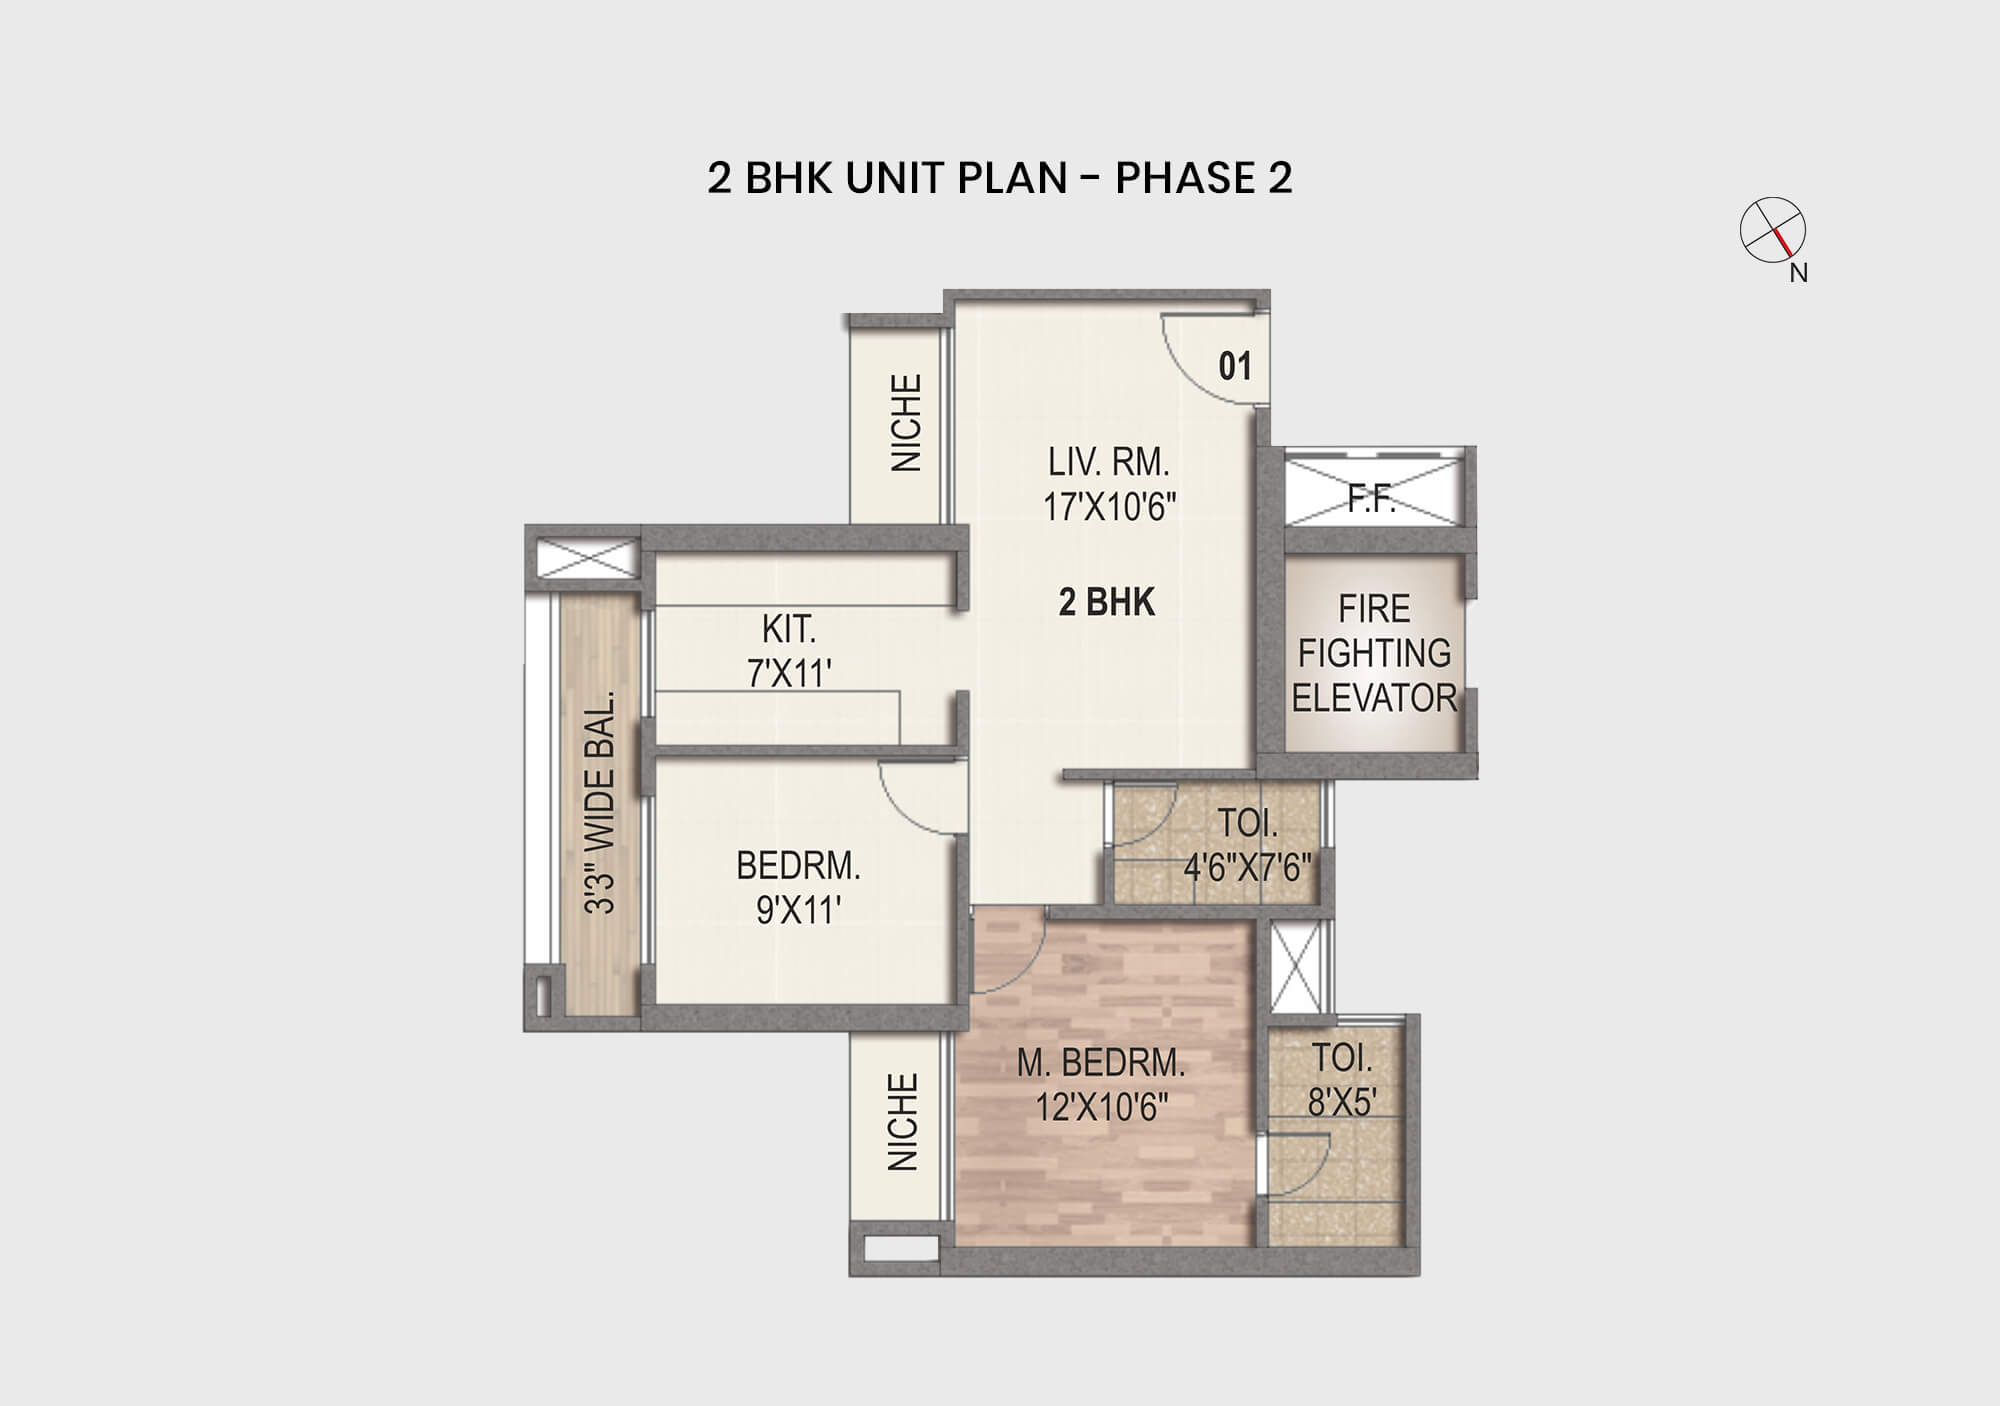 2 BHK UNIT PLAN - PHASE 2
N
01
NICHE
LIV. RM.
17'X10'6"
F.F.
2 BHK
FIRE
FIGHTING
ELEVATOR
KIT.
7'X11'
3'3" WIDE BAL.
TOI.
4'6"X7'6"
BEDRM.
9'X11'
M. BEDRM.
12'X10'6"
TOI.
8'X5'
NICHE